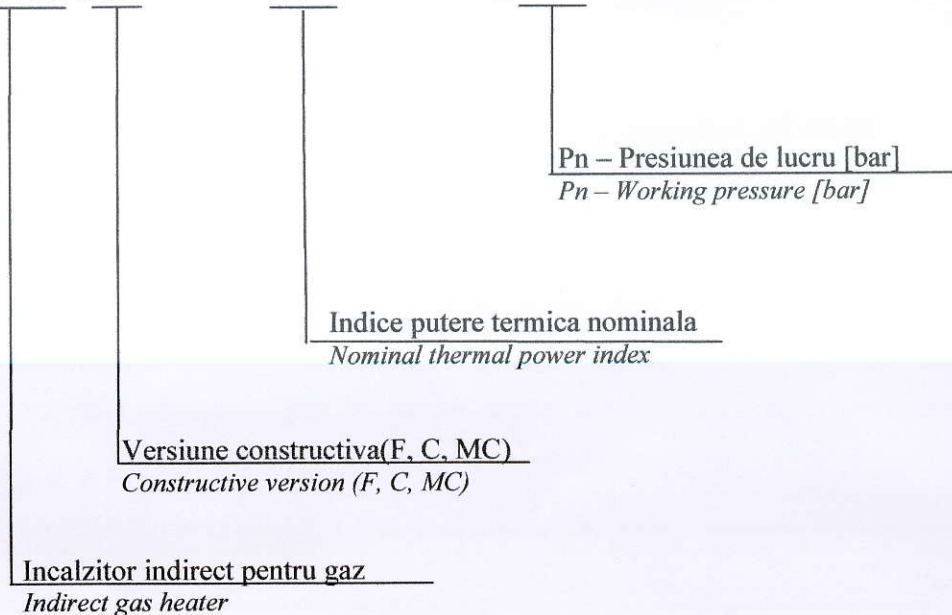 Pn – Presiunea de lucru [bar]
Pn – Working pressure [bar]
Indice putere termica nominala
Nominal thermal power index
Versiune constructiva(F, C, MC)
Constructive version (F, C, MC)
Incalzitor indirect pentru gaz
Indirect gas heater